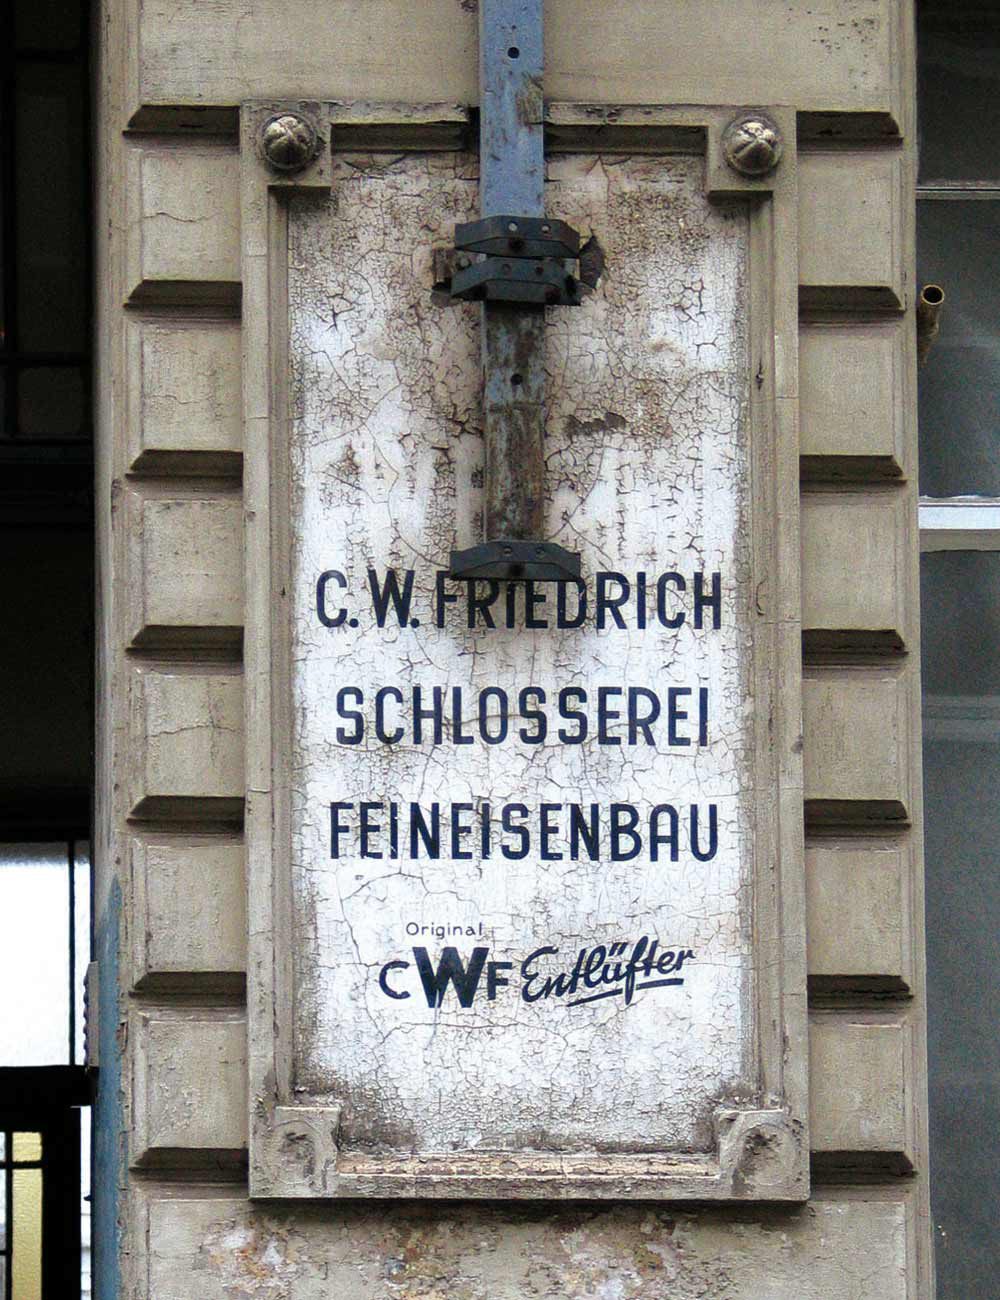 C.W. FRIEDRICH
SCHLOSSEREI
FEINEISENBAU
Original
CWF Entlüfter